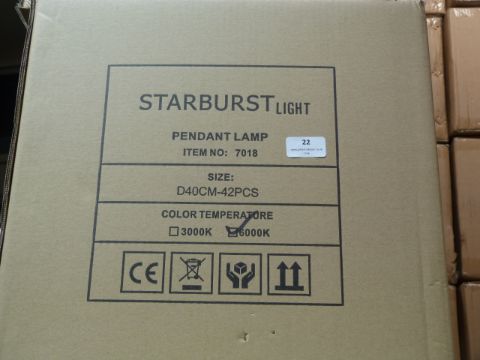 STARBURST LIGHT
PENDANT LAMP
ITEM NO: 7018
22
SIZE:
D40CM-42PCS
COLOR TEMPERATURE
3000K 6000K
CE